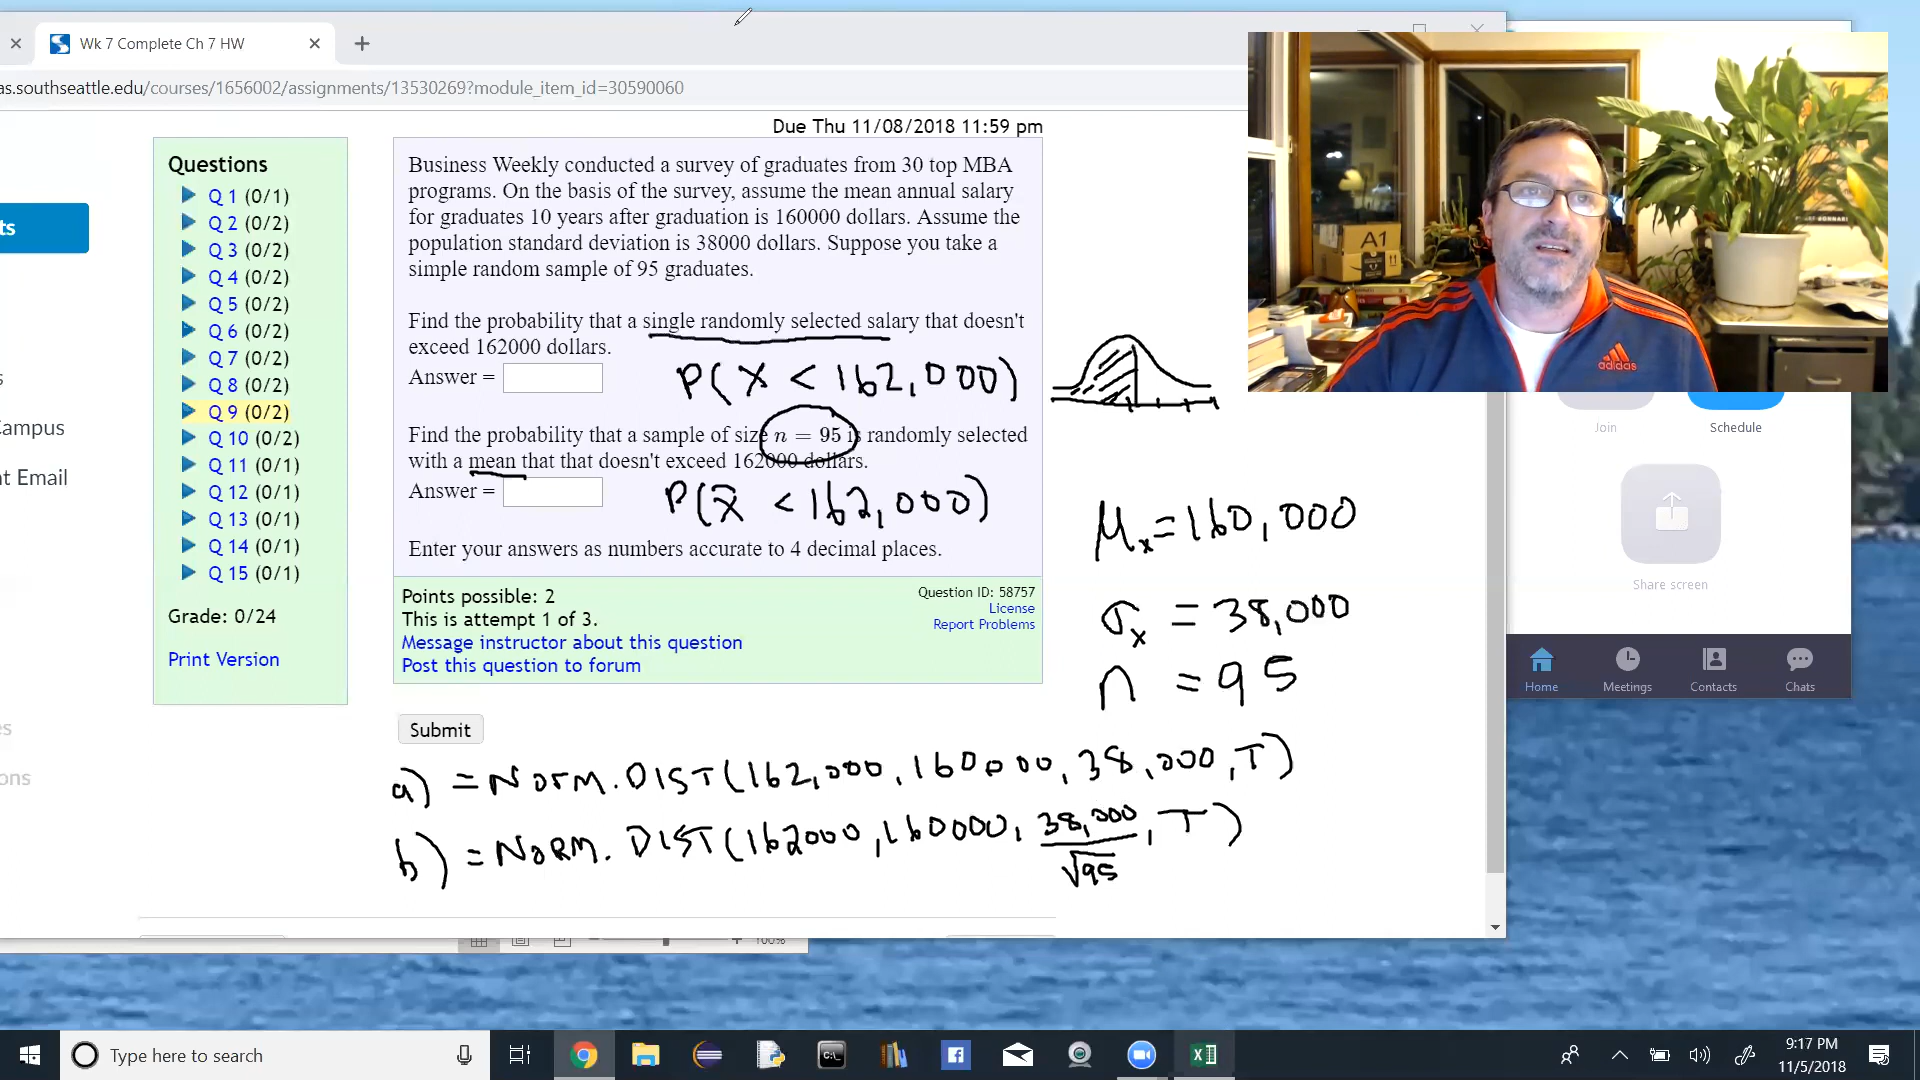 Wk 7 Complete Ch 7 HW
as.southseattle.edu/courses/1656002/assignments/13530269?module_item_id=30590060
Due Thu 11/08/2018 11:59 pm
ts
Campus
nt Email
es
ions
Questions
Q 1 (0/1)
Q 2 (0/2)
Q 3 (0/2)
Q 4 (0/2)
Q 5 (0/2)
Q 6 (0/2)
Q 7 (0/2)
Q 8 (0/2)
Q 9 (0/2)
Q 10 (0/2)
Q 11 (0/1)
Q 12 (0/1)
Q 13 (0/1)
Q 14 (0/1)
Q 15 (0/1)
Grade: 0/24
Print Version
Business Weekly conducted a survey of graduates from 30 top MBA
programs. On the basis of the survey, assume the mean annual salary
for graduates 10 years after graduation is 160000 dollars. Assume the
population standard deviation is 38000 dollars. Suppose you take a
simple random sample of 95 graduates.
Find the probability that a single randomly selected salary that doesn't
exceed 162000 dollars.
Answer =
P(X < 162,000)
Find the probability that a sample of size n = 95 is randomly selected
with a mean that that doesn't exceed 162000 dollars.
Answer =
P(x̄ < 162,000)
Enter your answers as numbers accurate to 4 decimal places.
Points possible: 2
This is attempt 1 of 3.
Message instructor about this question
Post this question to forum
Question ID: 58757
License
Report Problems
Submit
μx = 160,000
σx = 38,000
n = 95
a) = NORM.DIST(162,000, 160000, 38,000, T)
b) = NORM.DIST(162000, 160000, 38,000/√95, T)
A1
adidas
Join
Schedule
Share screen
Home
Meetings
Contacts
Chats
100%
Type here to search
9:17 PM
11/5/2018